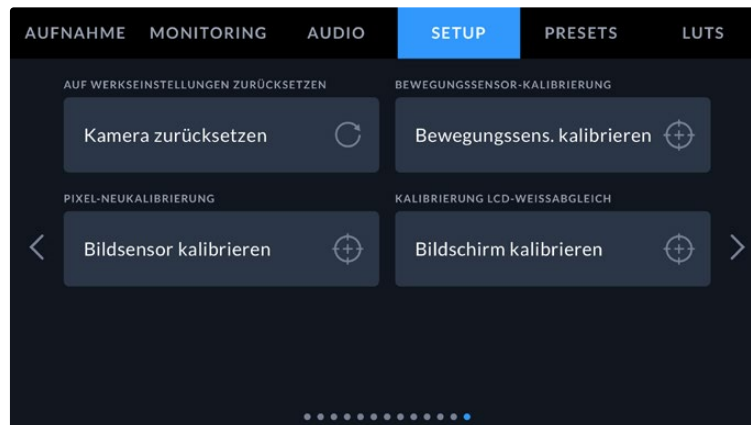 AUFNAHME MONITORING AUDIO SETUP PRESETS LUTS
AUF WERKSEINSTELLUNGEN ZURÜCKSETZEN BEWEGUNGSSENSOR-KALIBRIERUNG
Kamera zurücksetzen Bewegungssens. kalibrieren
PIXEL-NEUKALIBRIERUNG KALIBRIERUNG LCD-WEISSABGLEICH
Bildsensor kalibrieren Bildschirm kalibrieren